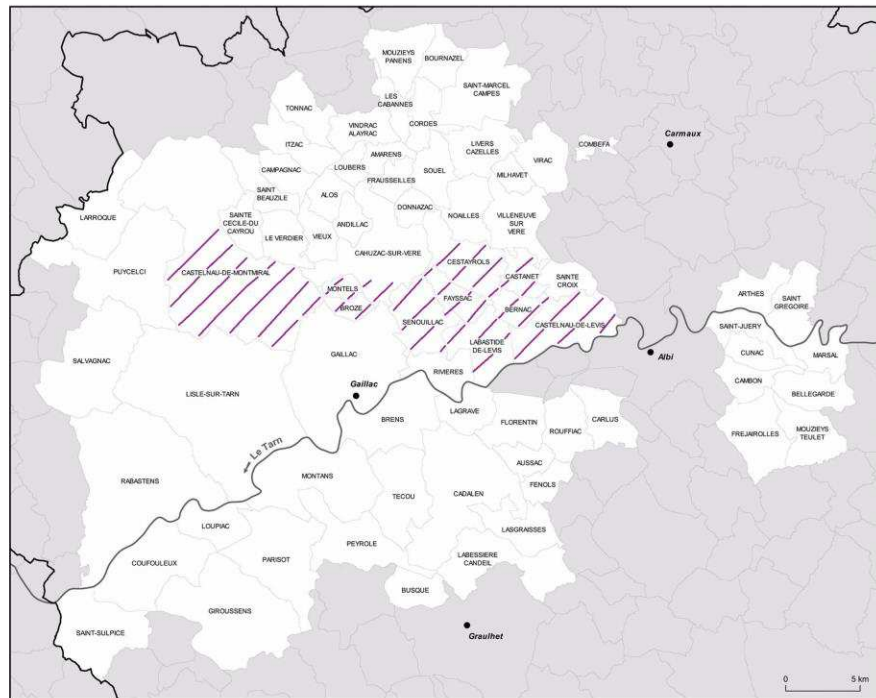 MOUZIEYS
PANENS
BOURNAZEL
SAINT-MARCEL
CAMPES
LES
CABANNES
TONNAC
VINDRAC
ALAYRAC
CORDES
ITZAC
LIVERS
CAZELLES
COMBEFA
Carmaux
AMARENS
LOUBERS
SOUEL
VIRAC
CAMPAGNAC
FRAUSSEILLES
MILHAVET
SAINT
BEAUZILE
ALOS
DONNAZAC
LARROQUE
SAINTE
CECILE-DU
CAYROU
ANDILLAC
NOAILLES
VILLENEUVE
SUR
VERE
LE VERDIER
VIEUX
CAHUZAC-SUR-VERE
CESTAYROLS
PUYCELCI
CASTELNAU-DE-MONTMIRAL
CASTANET
SAINTE
CROIX
MONTELS
FAYSSAC
ARTHES
SAINT
GREGOIRE
BROZE
BERNAC
SENOUILLAC
CASTELNAU-DE-LEVIS
SAINT-JUERY
LABASTIDE
DE-LEVIS
GAILLAC
CUNAC
MARSAL
Albi
SALVAGNAC
RIVIERES
CAMBON
LISLE-SUR-TARN
Gaillac
BELLEGARDE
LAGRAVE
BRENS
FLORENTIN
CARLUS
ROUFFIAC
FREJAIROLLES
MOUZIEYS
TEULET
Le Tarn
AUSSAC
MONTANS
RABASTENS
FENOLS
TECOU
CADALEN
LOUPIAC
LASGRAISSES
PEYROLE
LABESSIERE
CANDEIL
COUFOULEUX
PARISOT
BUSQUE
GIROUSSENS
SAINT-SULPICE
Graulhet
0 5 km